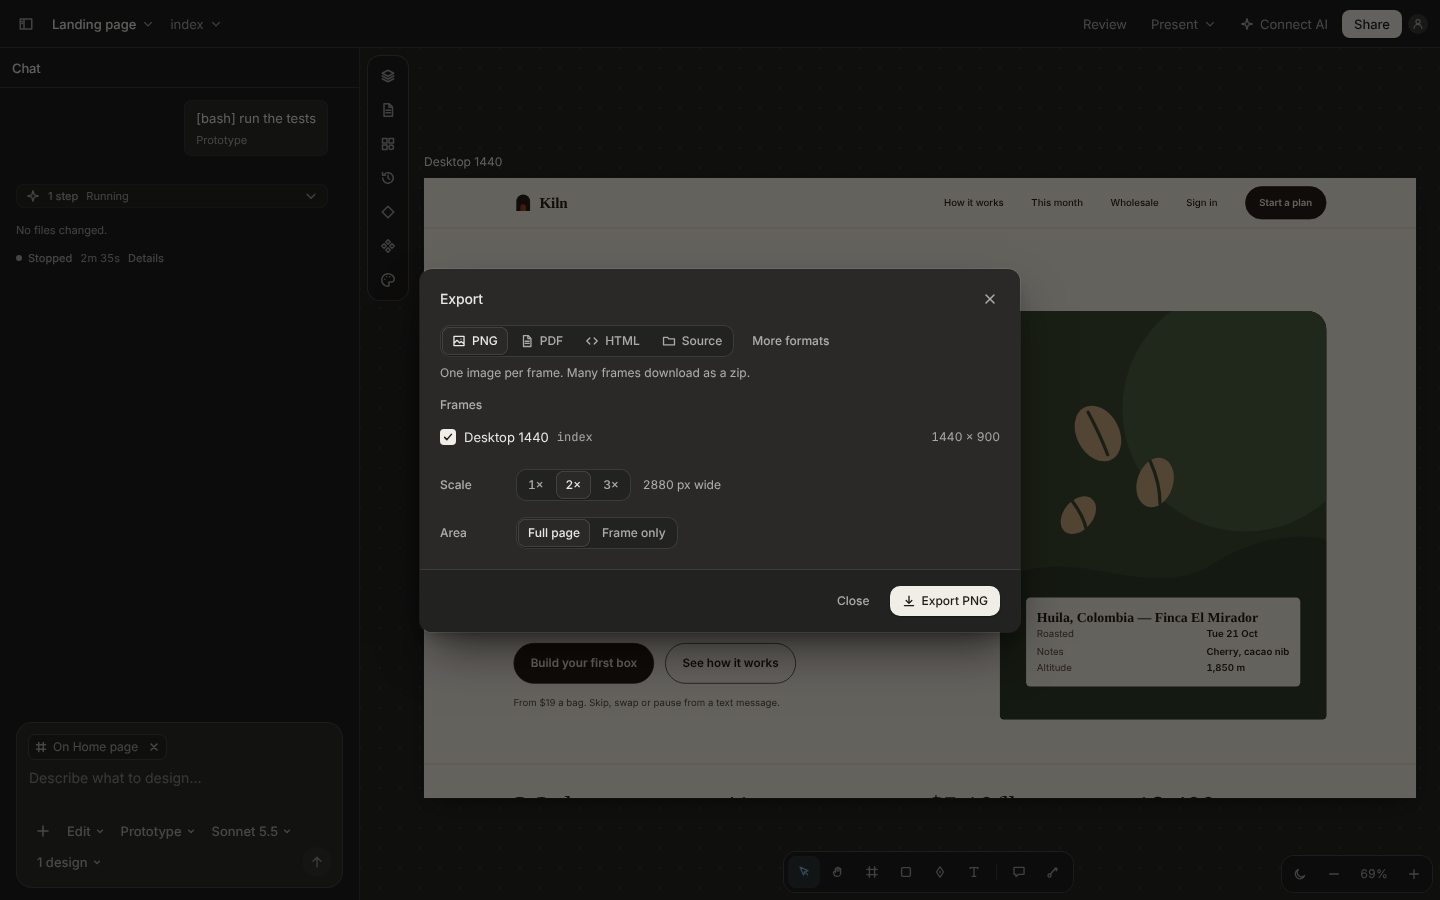 Landing page
index
Review
Present
Connect AI
Share
Chat
[bash] run the tests
Prototype
1 step Running
No files changed.
Stopped 2m 35s Details
Desktop 1440
Kiln
How it works
This month
Wholesale
Sign in
Start a plan
Export
PNG
PDF
HTML
Source
More formats
One image per frame. Many frames download as a zip.
Frames
Desktop 1440 index
1440 × 900
Scale
1×
2×
3×
2880 px wide
Area
Full page
Frame only
Close
Export PNG
Huila, Colombia — Finca El Mirador
Roasted Tue 21 Oct
Notes Cherry, cacao nib
Altitude 1,850 m
Build your first box
See how it works
From $19 a bag. Skip, swap or pause from a text message.
On Home page
Describe what to design...
Edit
Prototype
Sonnet 5.5
1 design
69%